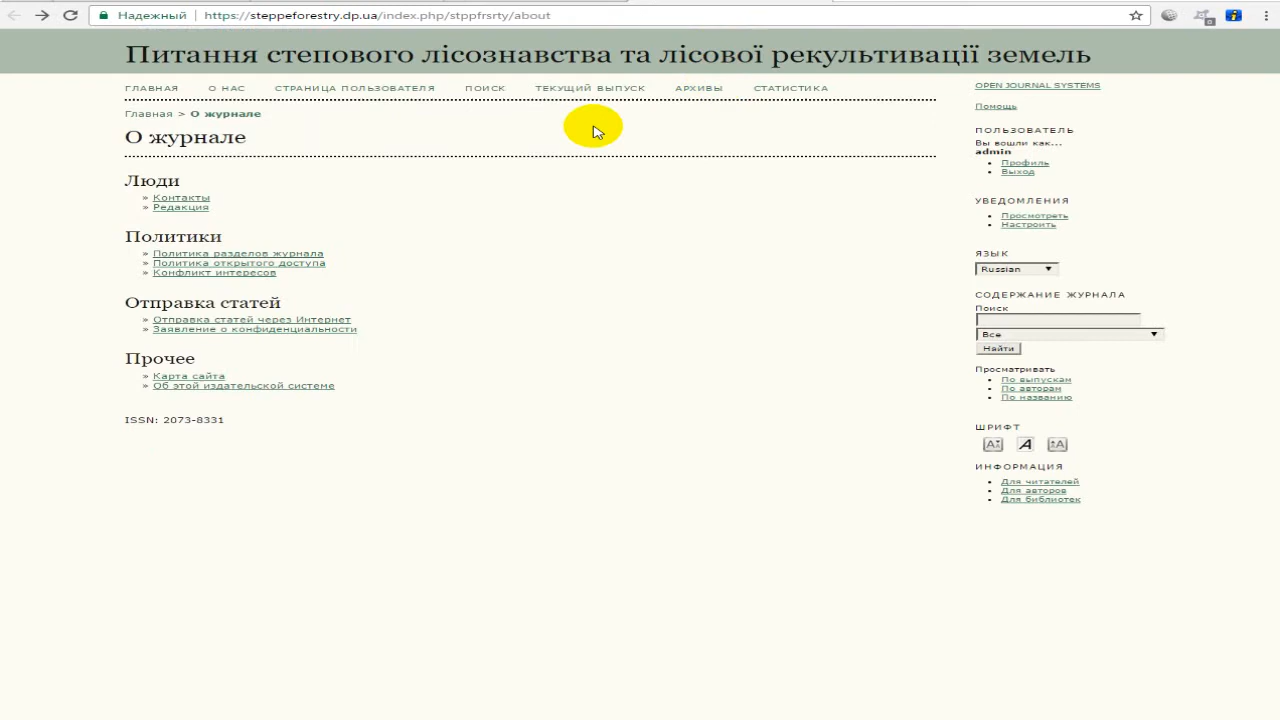 Надежный
https://steppeforestry.dp.ua/index.php/stppfrsrty/about
Питання степового лісознавства та лісової рекультивації земель
ГЛАВНАЯ О НАС СТРАНИЦА ПОЛЬЗОВАТЕЛЯ ПОИСК ТЕКУЩИЙ ВЫПУСК АРХИВЫ СТАТИСТИКА
Главная > О журнале
О журнале
Люди
» Контакты
» Редакция
Политики
» Политика разделов журнала
» Политика открытого доступа
» Конфликт интересов
Отправка статей
» Отправка статей через Интернет
» Заявление о конфиденциальности
Прочее
» Карта сайта
» Об этой издательской системе
ISSN: 2073-8331
OPEN JOURNAL SYSTEMS
Помощь
ПОЛЬЗОВАТЕЛЬ
Вы вошли как...
admin
Профиль
Выход
УВЕДОМЛЕНИЯ
Просмотреть
Настроить
ЯЗЫК
Russian
СОДЕРЖАНИЕ ЖУРНАЛА
Поиск
Все
Найти
Просматривать
По выпускам
По авторам
По названию
ШРИФТ
ИНФОРМАЦИЯ
Для читателей
Для авторов
Для библиотек